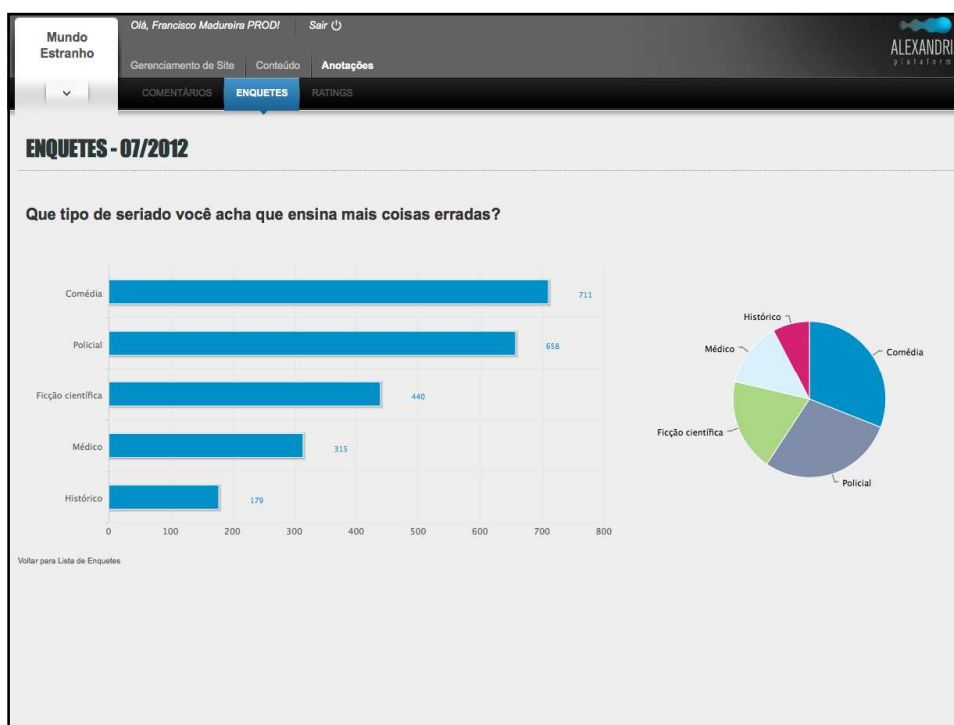 Mundo
Estranho
Olá, Francisco Madureira PROD! Sair
Gerenciamento de Site Conteúdo Anotações
ALEXANDRI
plataform
COMENTÁRIOS ENQUETES RATINGS
ENQUETES - 07/2012
Que tipo de seriado você acha que ensina mais coisas erradas?
Comédia 711
Policial 658
Ficção científica 440
Médico 315
Histórico 179
0 100 200 300 400 500 600 700 800
Histórico
Médico
Comédia
Ficção científica
Policial
Voltar para Lista de Enquetes